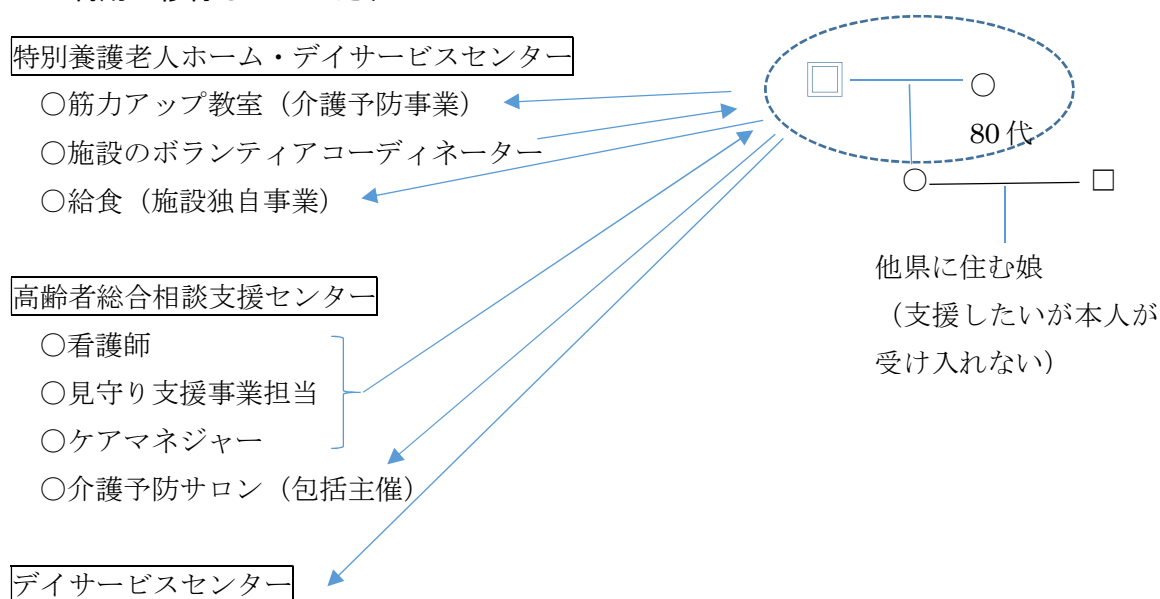 特別養護老人ホーム・デイサービスセンター
○筋力アップ教室（介護予防事業）
○施設のボランティアコーディネーター
○給食（施設独自事業）
80代
他県に住む娘
（支援したいが本人が
受け入れない）
高齢者総合相談支援センター
○看護師
○見守り支援事業担当
○ケアマネジャー
○介護予防サロン（包括主催）
デイサービスセンター